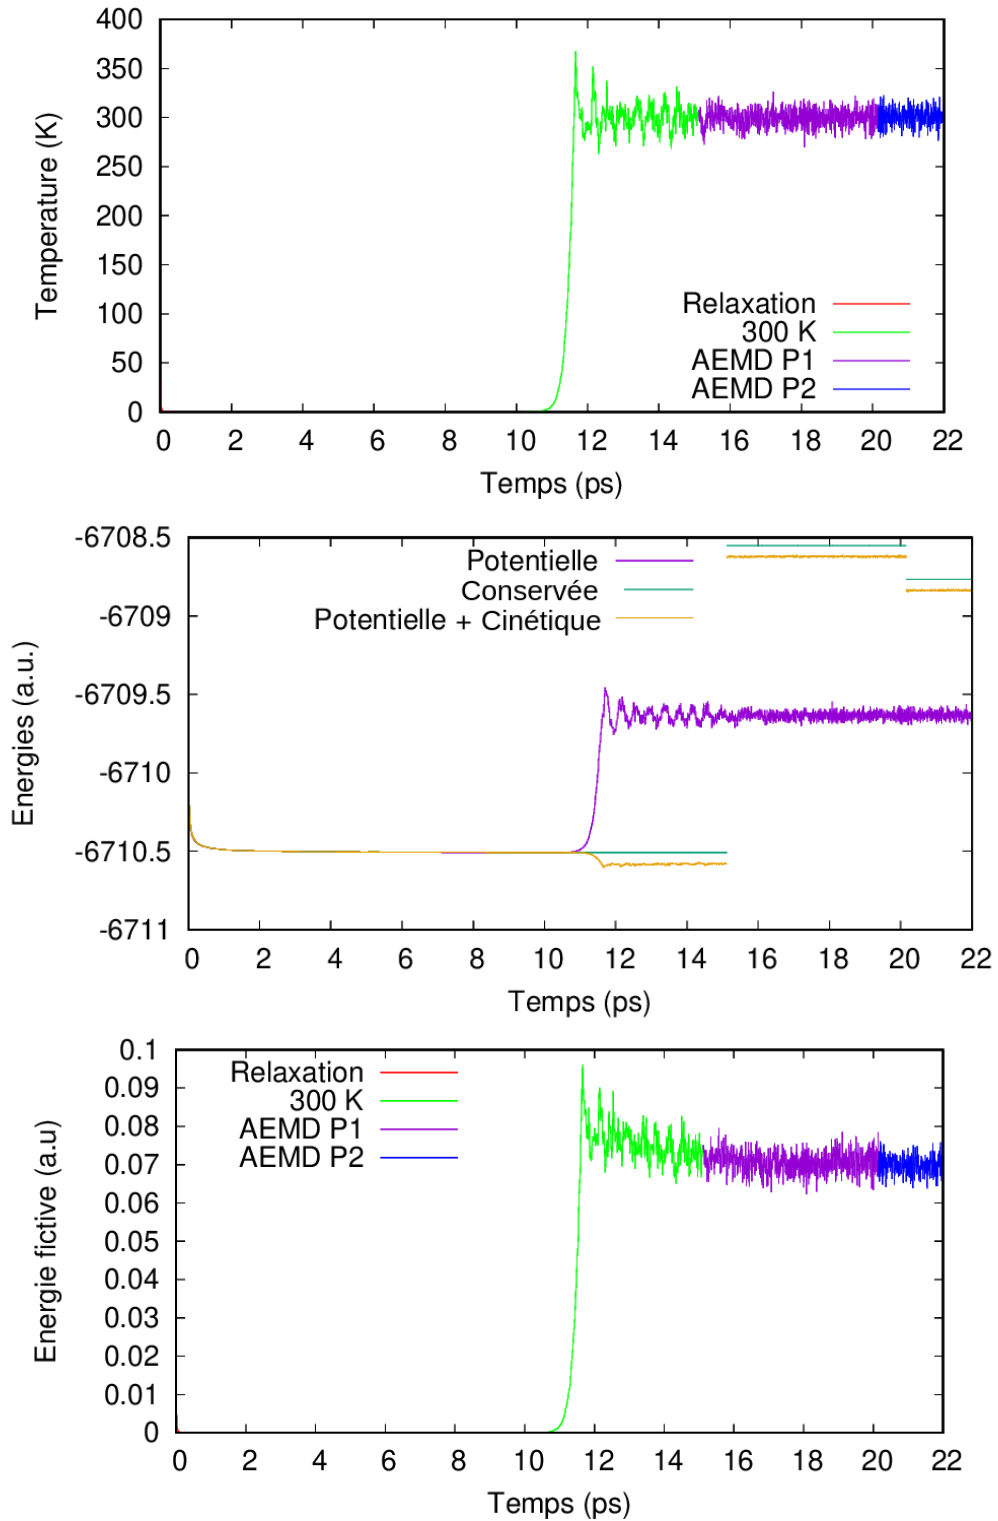 400
350
300
250
200
150
100
50
0
Temperature (K)
Relaxation
300 K
AEMD P1
AEMD P2
0 2 4 6 8 10 12 14 16 18 20 22
Temps (ps)
-6708.5
-6709
-6709.5
-6710
-6710.5
-6711
Energies (a.u.)
Potentielle
Conservée
Potentielle + Cinétique
0 2 4 6 8 10 12 14 16 18 20 22
Temps (ps)
0.1
0.09
0.08
0.07
0.06
0.05
0.04
0.03
0.02
0.01
0
Energie fictive (a.u)
Relaxation
300 K
AEMD P1
AEMD P2
0 2 4 6 8 10 12 14 16 18 20 22
Temps (ps)